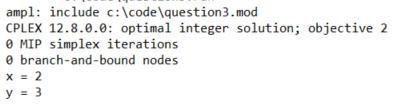 ampl: include c:\code\question3.mod
CPLEX 12.8.0.0: optimal integer solution; objective 2
0 MIP simplex iterations
0 branch-and-bound nodes
x = 2
y = 3